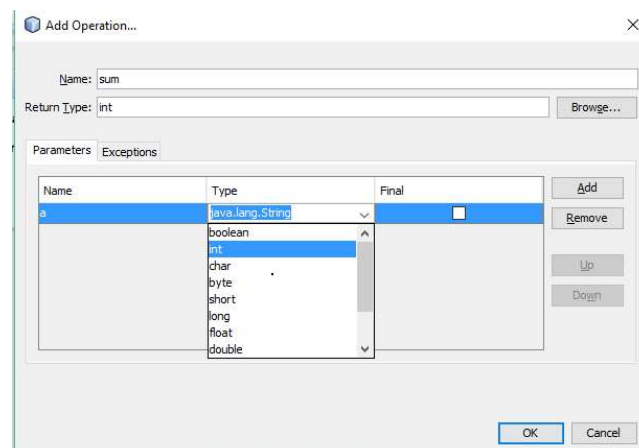 Add Operation...
Name: sum
Return Type: int Browse...
Parameters Exceptions
Name Type Final Add
a java.lang.String Remove
boolean
int
char Up
byte
short Down
long
float
double
OK Cancel